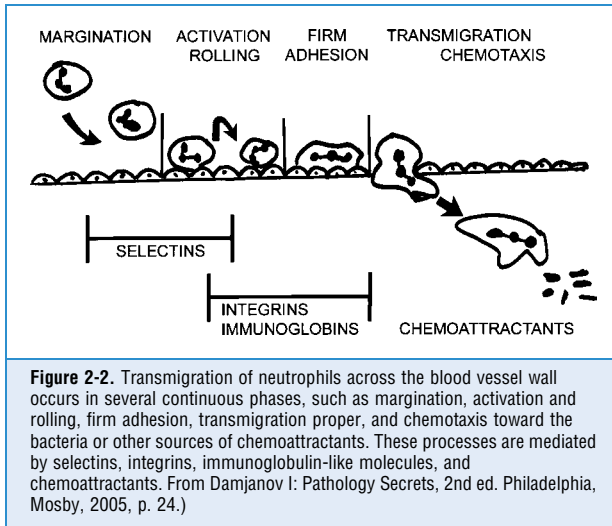 MARGINATION
ACTIVATION
ROLLING
FIRM
ADHESION
TRANSMIGRATION
CHEMOTAXIS
SELECTINS
INTEGRINS
IMMUNOGLOBINS
CHEMOATTRACTANTS
Figure 2-2. Transmigration of neutrophils across the blood vessel wall
occurs in several continuous phases, such as margination, activation and
rolling, firm adhesion, transmigration proper, and chemotaxis toward the
bacteria or other sources of chemoattractants. These processes are mediated
by selectins, integrins, immunoglobulin-like molecules, and
chemoattractants. From Damjanov I: Pathology Secrets, 2nd ed. Philadelphia,
Mosby, 2005, p. 24.)